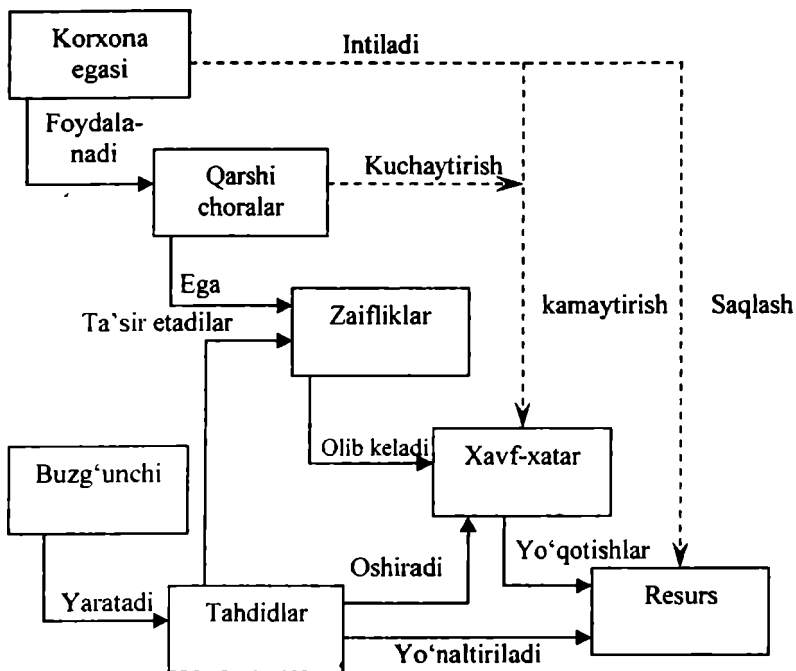 Korxona
egasi
Intiladi
Foydala-
nadi
Qarshi
choralar
Kuchaytirish
Ega
Ta`sir etadilar
Zaifliklar
kamaytirish
Saqlash
Olib keladi
Xavf-xatar
Buzg‘unchi
Yo‘qotishlar
Oshiradi
Yaratadi
Tahdidlar
Resurs
Yo‘naltiriladi